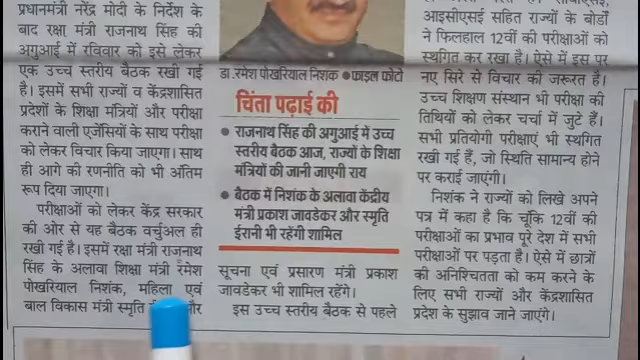 प्रधानमंत्री नरेंद्र मोदी के निर्देश के
बाद रक्षा मंत्री राजनाथ सिंह की
अगुआई में रविवार को इसे लेकर
एक उच्च स्तरीय बैठक रखी गई
है। इसमें सभी राज्यों व केंद्रशासित
प्रदेशों के शिक्षा मंत्रियों और परीक्षा
कराने वाली एजेंसियों के साथ परीक्षा
को लेकर विचार किया जाएगा। साथ
ही आगे की रणनीति को भी अंतिम
रूप दिया जाएगा।
परीक्षाओं को लेकर केंद्र सरकार
की ओर से यह बैठक वर्चुअल ही
रखी गई है। इसमें रक्षा मंत्री राजनाथ
सिंह के अलावा शिक्षा मंत्री रमेश
पोखरियाल निशंक, महिला एवं
बाल विकास मंत्री स्मृति और
डा.रमेश पोखरियाल निशंक ● फाइल फोटो
चिंता पढ़ाई की
● राजनाथ सिंह की अगुआई में उच्च
स्तरीय बैठक आज, राज्यों के शिक्षा
मंत्रियों की जानी जाएगी राय
● बैठक में निशंक के अलावा केंद्रीय
मंत्री प्रकाश जावडेकर और स्मृति
ईरानी भी रहेंगी शामिल
सूचना एवं प्रसारण मंत्री प्रकाश
जावडेकर भी शामिल रहेंगे।
इस उच्च स्तरीय बैठक से पहले
आइसीएसई सहित राज्यों के बोर्डों
ने फिलहाल 12वीं की परीक्षाओं को
स्थगित कर रखा है। ऐसे में इस पर
नए सिरे से विचार की जरूरत है।
उच्च शिक्षण संस्थान भी परीक्षा की
तिथियों को लेकर चर्चा में जुटे हैं।
सभी प्रतियोगी परीक्षाएं भी स्थगित
रखी गई हैं, जो स्थिति सामान्य होने
पर कराई जाएंगी।
निशंक ने राज्यों को लिखे अपने
पत्र में कहा है कि चूंकि 12वीं की
परीक्षाओं का प्रभाव पूरे देश में सभी
परीक्षाओं पर पड़ता है। ऐसे में छात्रों
की अनिश्चितता को कम करने के
लिए सभी राज्यों और केंद्रशासित
प्रदेश के सुझाव जाने जाएंगे।